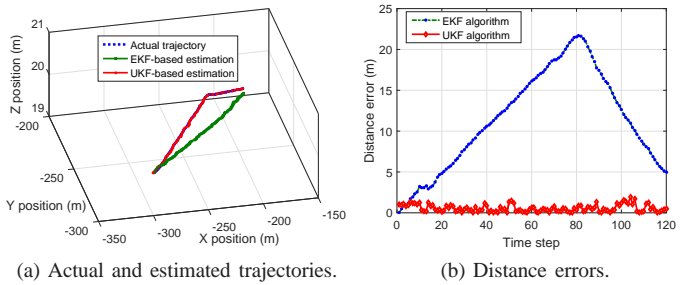 21
20
19
Z position (m)
Actual trajectory
EKF-based estimation
UKF-based estimation
-200
-250
-300
Y position (m)
-350
-300
-250
-200
-150
X position (m)
(a) Actual and estimated trajectories.
25
20
15
10
5
0
Distance error (m)
EKF algorithm
UKF algorithm
0 20 40 60 80 100 120
Time step
(b) Distance errors.